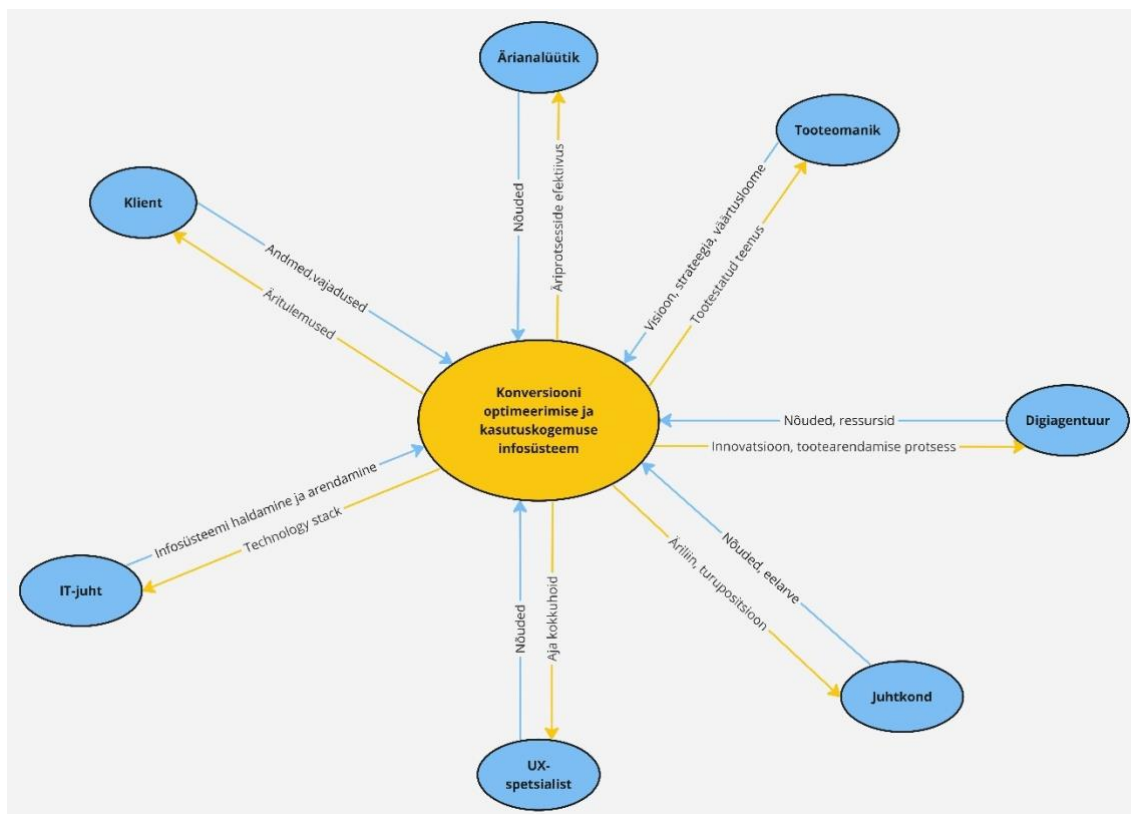 Ärianalüütik
Tooteomanik
Klient
Nõuded
Äriprotsesside efektiivus
Visioon, strateegia, väärtusloome
Tootestatud teenus
Andmed,vajadused
Äritulemused
Konversiooni
optimeerimise ja
kasutuskogemuse
infosüsteem
Nõuded, ressursid
Digiagentuur
Innovatsioon, tootearendamise protsess
Infosüsteemi haldamine ja arendamine
Technology stack
IT-juht
Nõuded
Aja kokkuhoid
Nõuded, eelarve
Äriliin, turupositsioon
Juhtkond
UX-
spetsialist